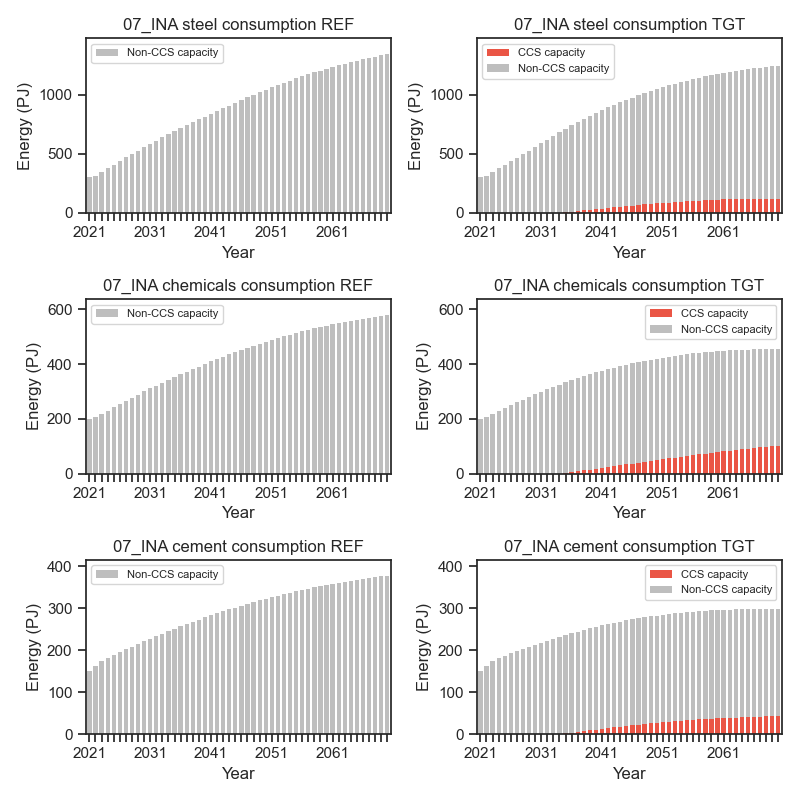 07_INA steel consumption REF
Non-CCS capacity
Energy (PJ)
1000
500
0
2021 2031 2041 2051 2061
Year
07_INA steel consumption TGT
CCS capacity
Non-CCS capacity
Energy (PJ)
1000
500
0
2021 2031 2041 2051 2061
Year
07_INA chemicals consumption REF
Non-CCS capacity
Energy (PJ)
600
400
200
0
2021 2031 2041 2051 2061
Year
07_INA chemicals consumption TGT
CCS capacity
Non-CCS capacity
Energy (PJ)
600
400
200
0
2021 2031 2041 2051 2061
Year
07_INA cement consumption REF
Non-CCS capacity
Energy (PJ)
400
300
200
100
0
2021 2031 2041 2051 2061
Year
07_INA cement consumption TGT
CCS capacity
Non-CCS capacity
Energy (PJ)
400
300
200
100
0
2021 2031 2041 2051 2061
Year